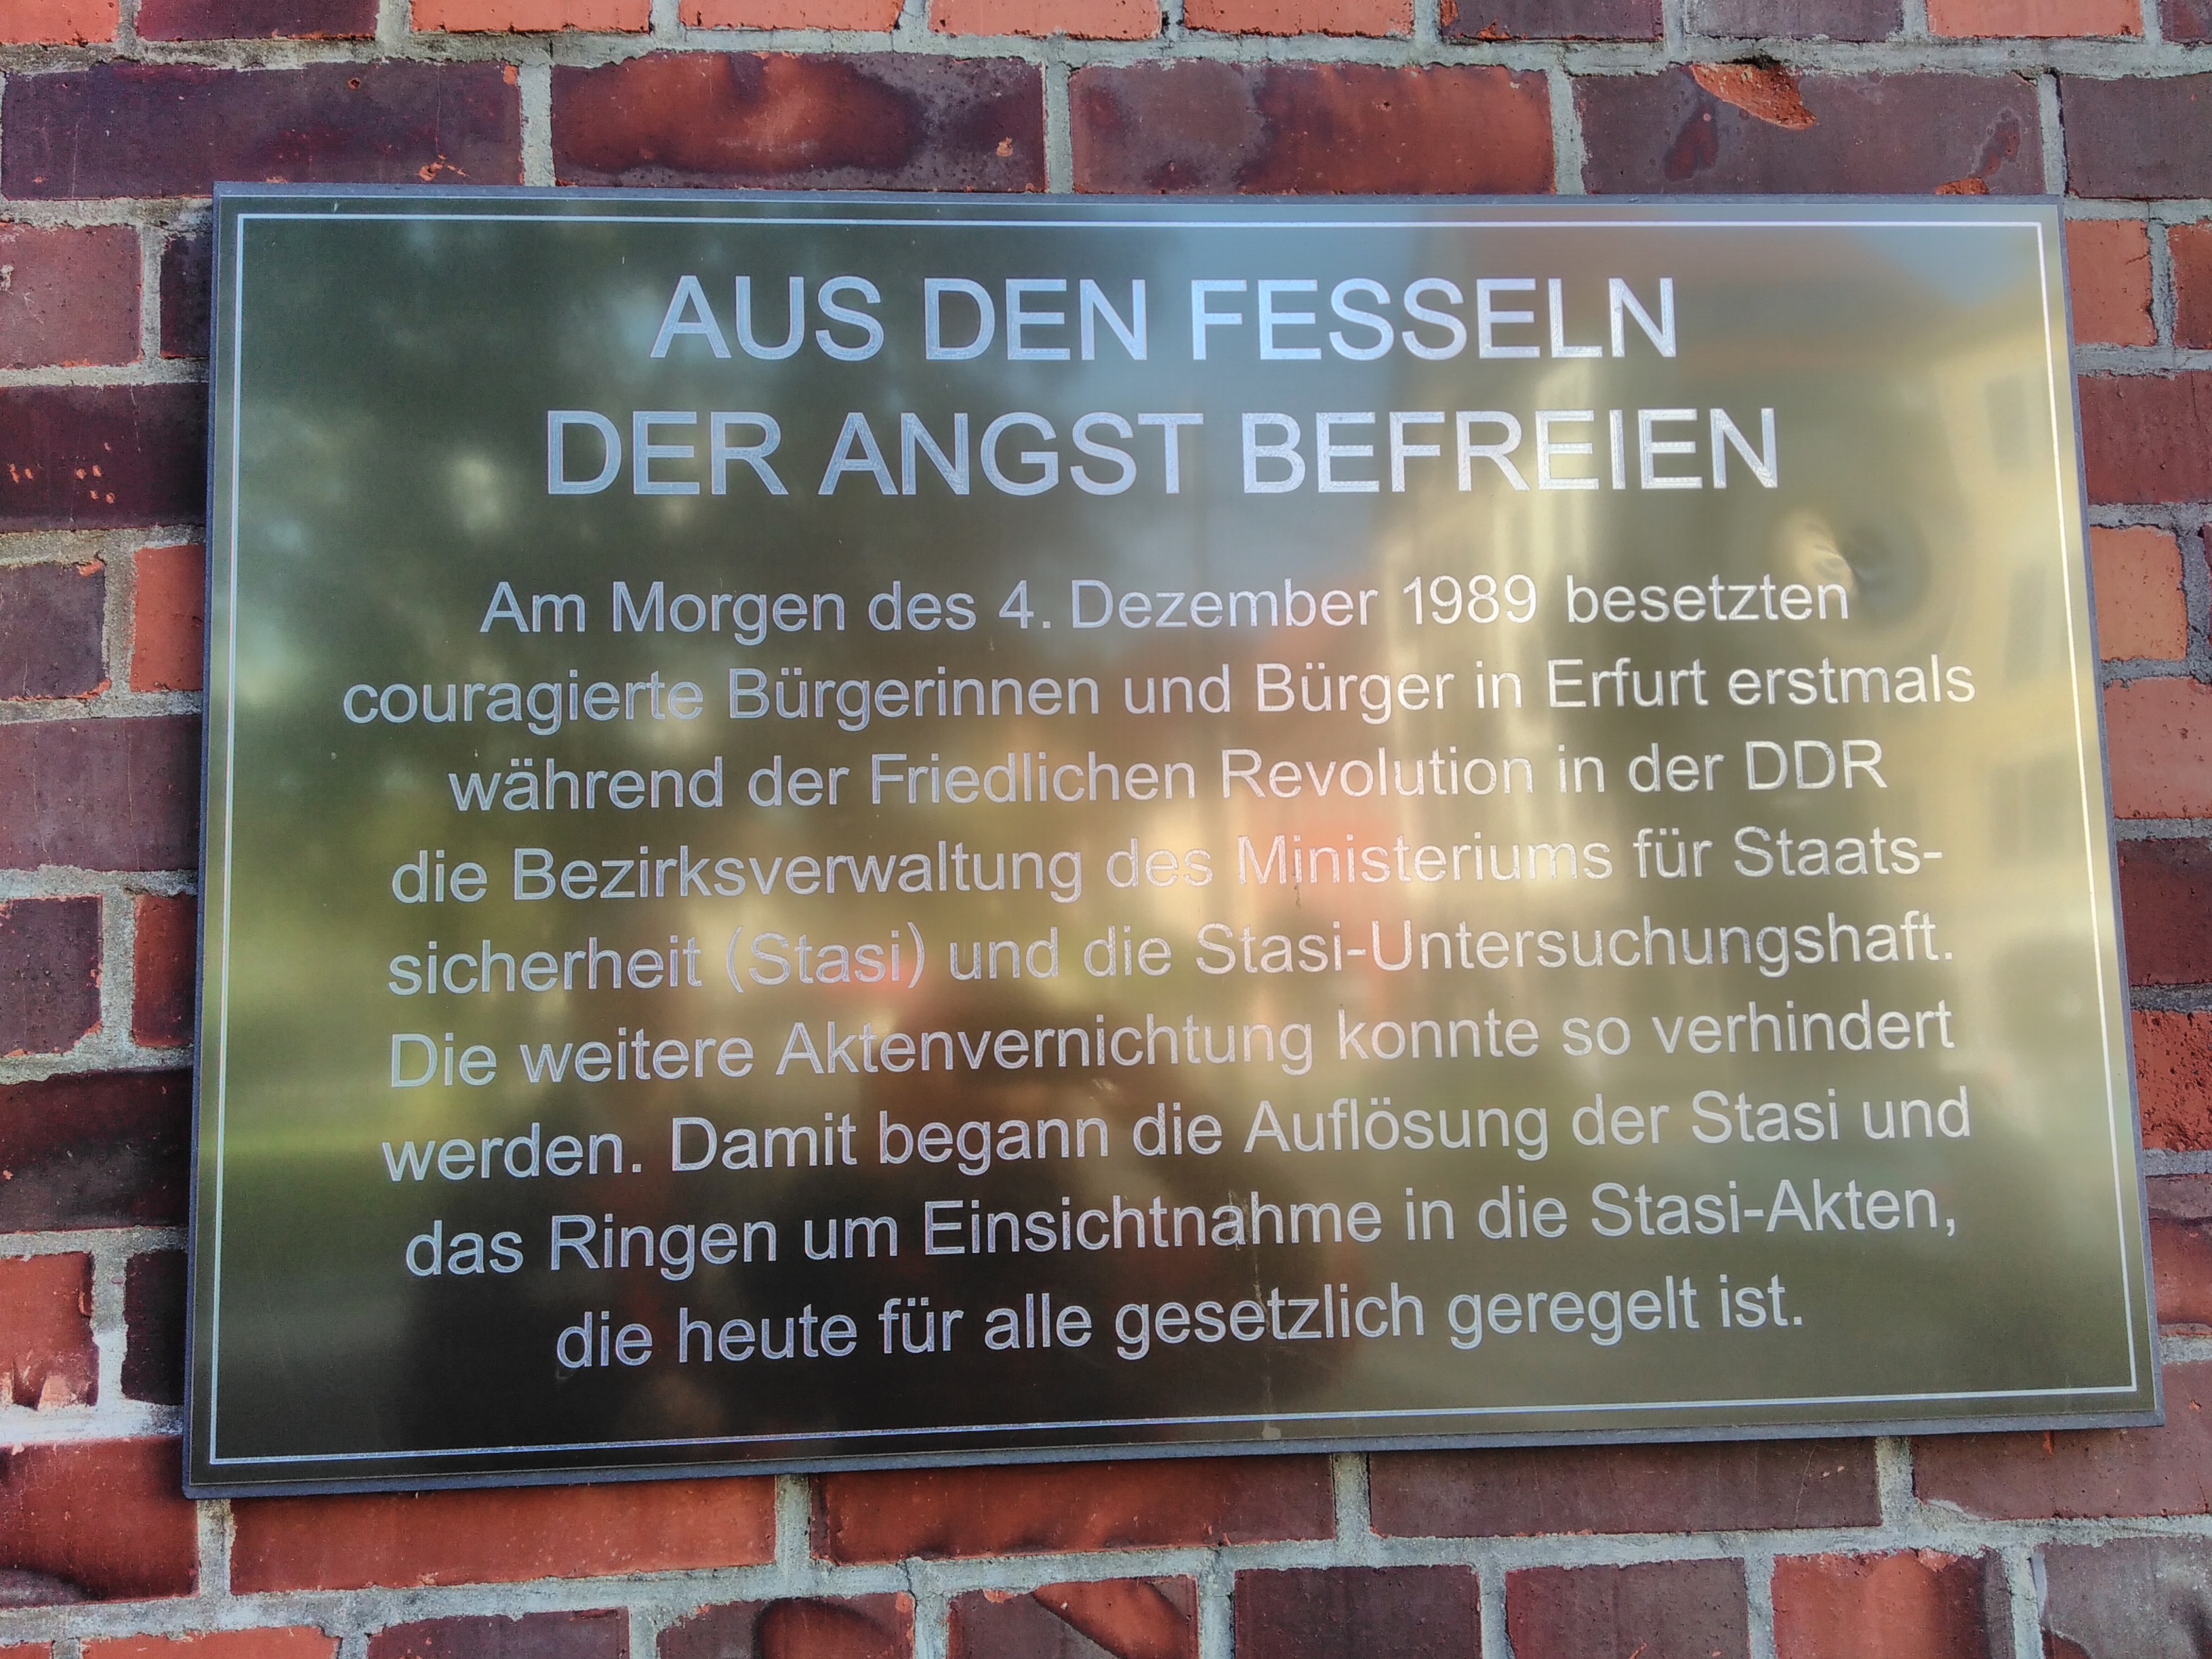 AUS DEN FESSELN
DER ANGST BEFREIEN
Am Morgen des 4. Dezember 1989 besetzten
couragierte Bürgerinnen und Bürger in Erfurt erstmals
während der Friedlichen Revolution in der DDR
die Bezirksverwaltung des Ministeriums für Staats-
sicherheit (Stasi) und die Stasi-Untersuchungshaft.
Die weitere Aktenvernichtung konnte so verhindert
werden. Damit begann die Auflösung der Stasi und
das Ringen um Einsichtnahme in die Stasi-Akten,
die heute für alle gesetzlich geregelt ist.